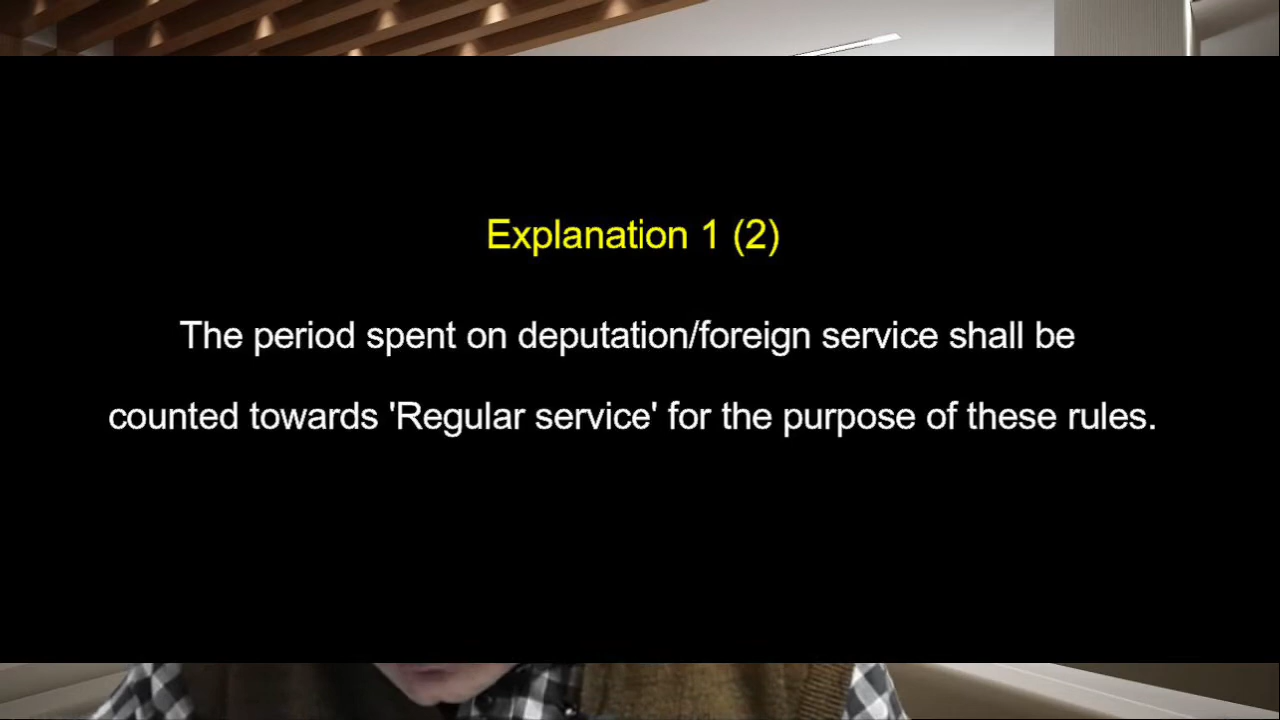 Explanation 1 (2)
The period spent on deputation/foreign service shall be
counted towards 'Regular service' for the purpose of these rules.